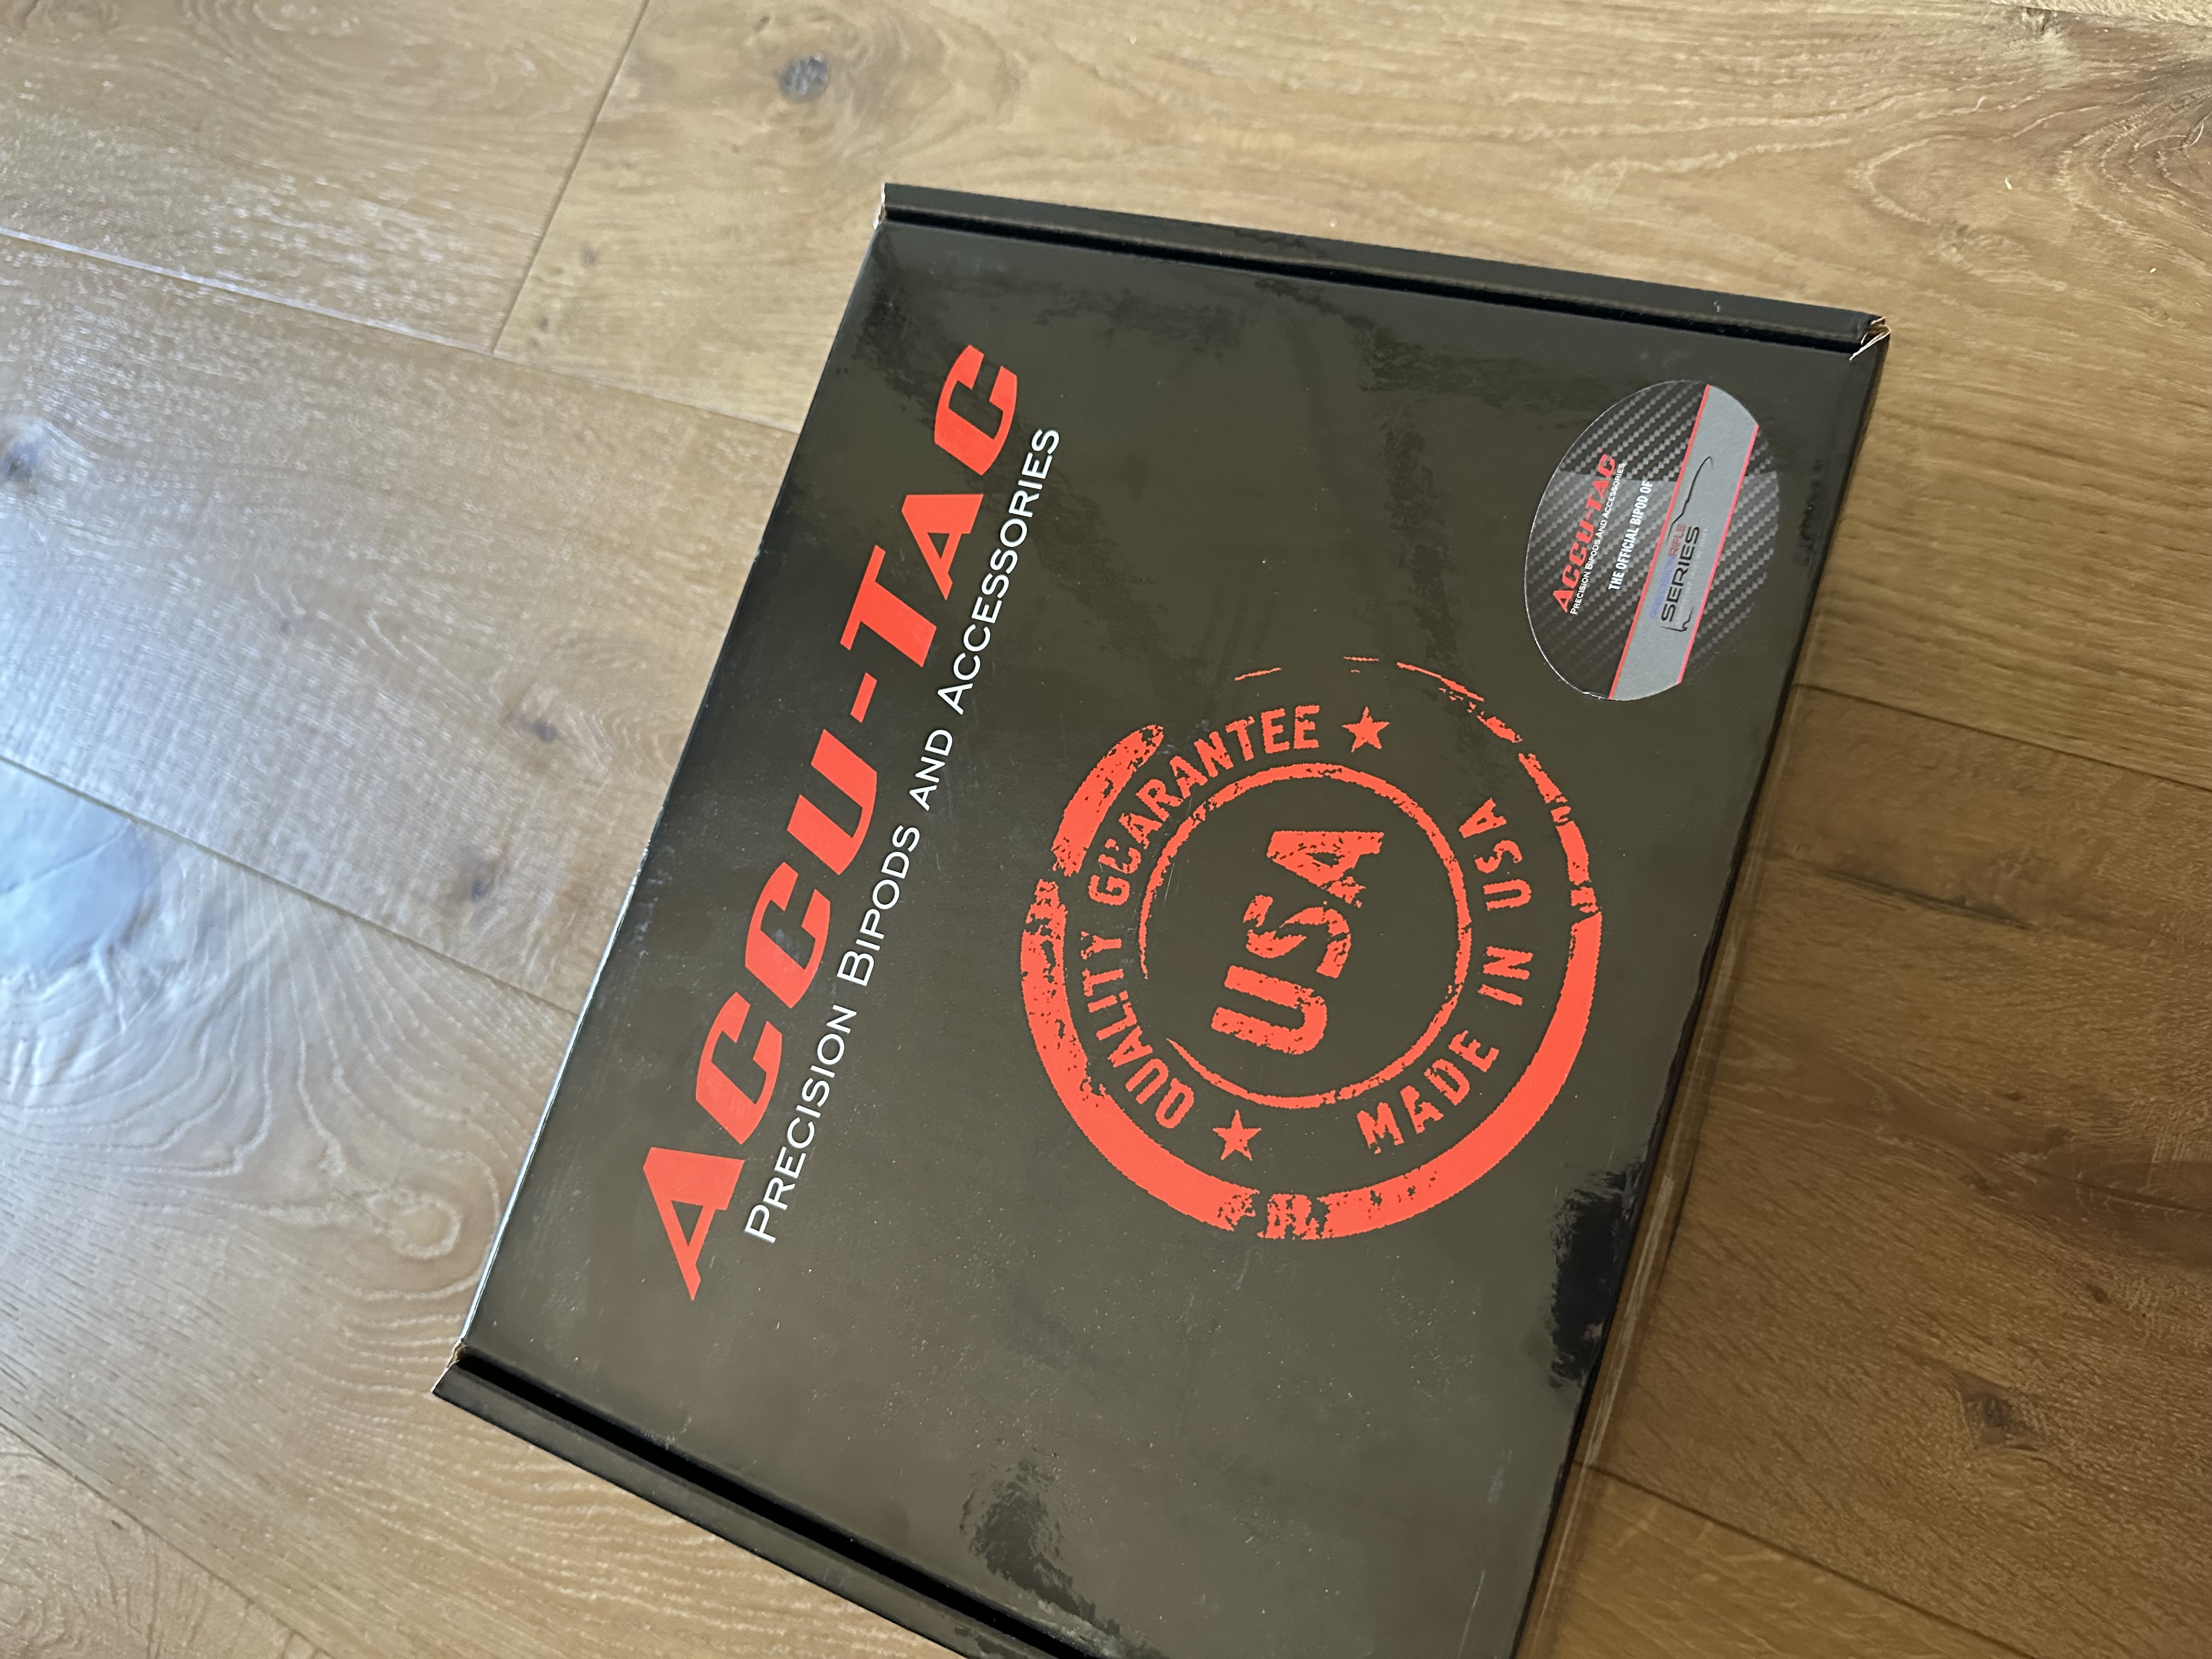 ACCU-TAC
PRECISION BIPODS AND ACCESSORIES
QUALITY GUARANTEE
USA
MADE IN USA
ACCU-TAC
PRECISION BIPODS AND ACCESSORIES
THE OFFICIAL BIPOD OF
RIFLE
SERIES